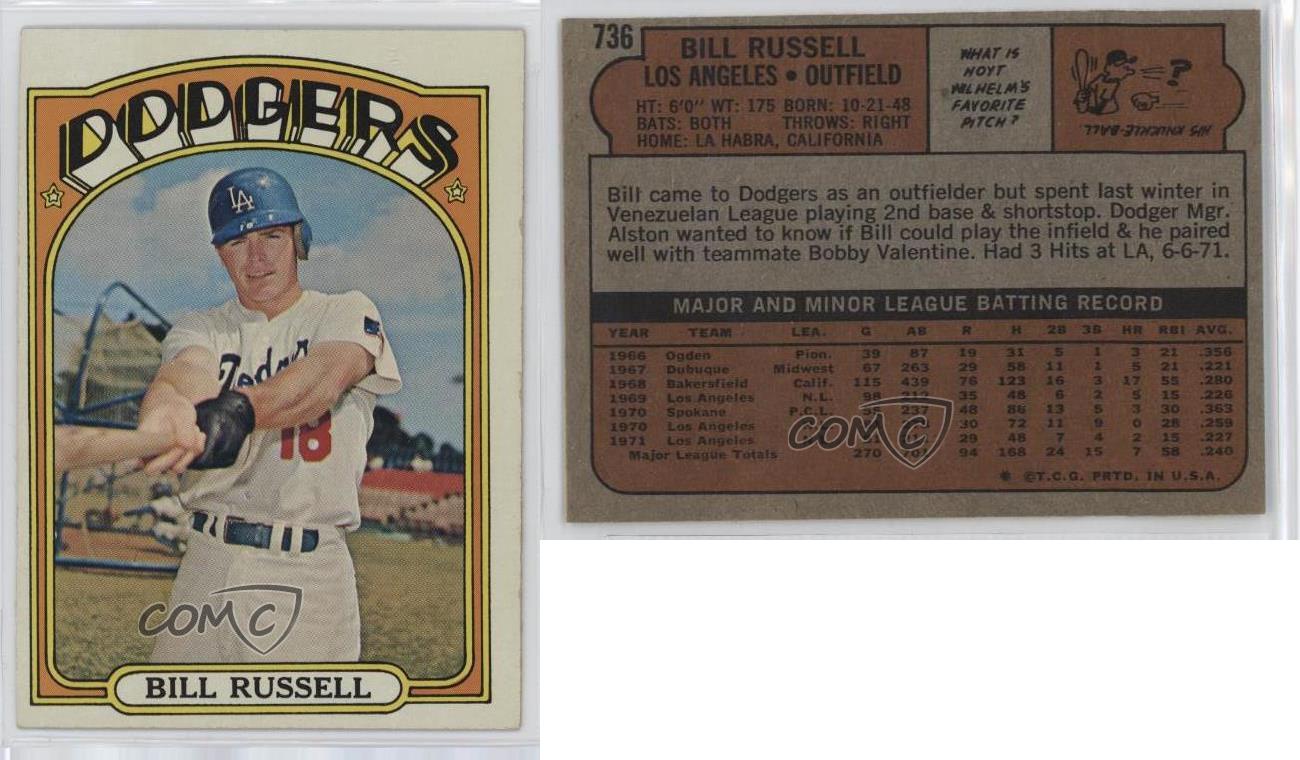 DODGERS
LA
Dodgers
18
COMC
BILL RUSSELL
736
BILL RUSSELL
LOS ANGELES • OUTFIELD
HT: 6'0" WT: 175 BORN: 10-21-48
BATS: BOTH THROWS: RIGHT
HOME: LA HABRA, CALIFORNIA
WHAT IS
HOYT
WILHELM'S
FAVORITE
PITCH?
?
HIS KNUCKLE-BALL.
Bill came to Dodgers as an outfielder but spent last winter in
Venezuelan League playing 2nd base & shortstop. Dodger Mgr.
Alston wanted to know if Bill could play the infield & he paired
well with teammate Bobby Valentine. Had 3 Hits at LA, 6-6-71.
MAJOR AND MINOR LEAGUE BATTING RECORD
YEAR TEAM LEA. G AB R H 2B 3B HR RBI AVG.
1966 Ogden Pion. 39 87 19 31 5 1 3 21 .356
1967 Dubuque Midwest 67 263 29 58 11 1 5 21 .221
1968 Bakersfield Calif. 115 439 76 123 16 3 17 55 .280
1969 Los Angeles N.L. 98 212 35 48 6 2 5 15 .226
1970 Spokane P.C.L. 55 237 48 86 13 5 3 30 .363
1970 Los Angeles 30 72 11 9 0 28 .259
1971 Los Angeles 29 48 7 4 2 15 .227
Major League Totals 270 701 94 168 24 15 7 58 .240
COMC
* ©T.C.G. PRTD. IN U.S.A.